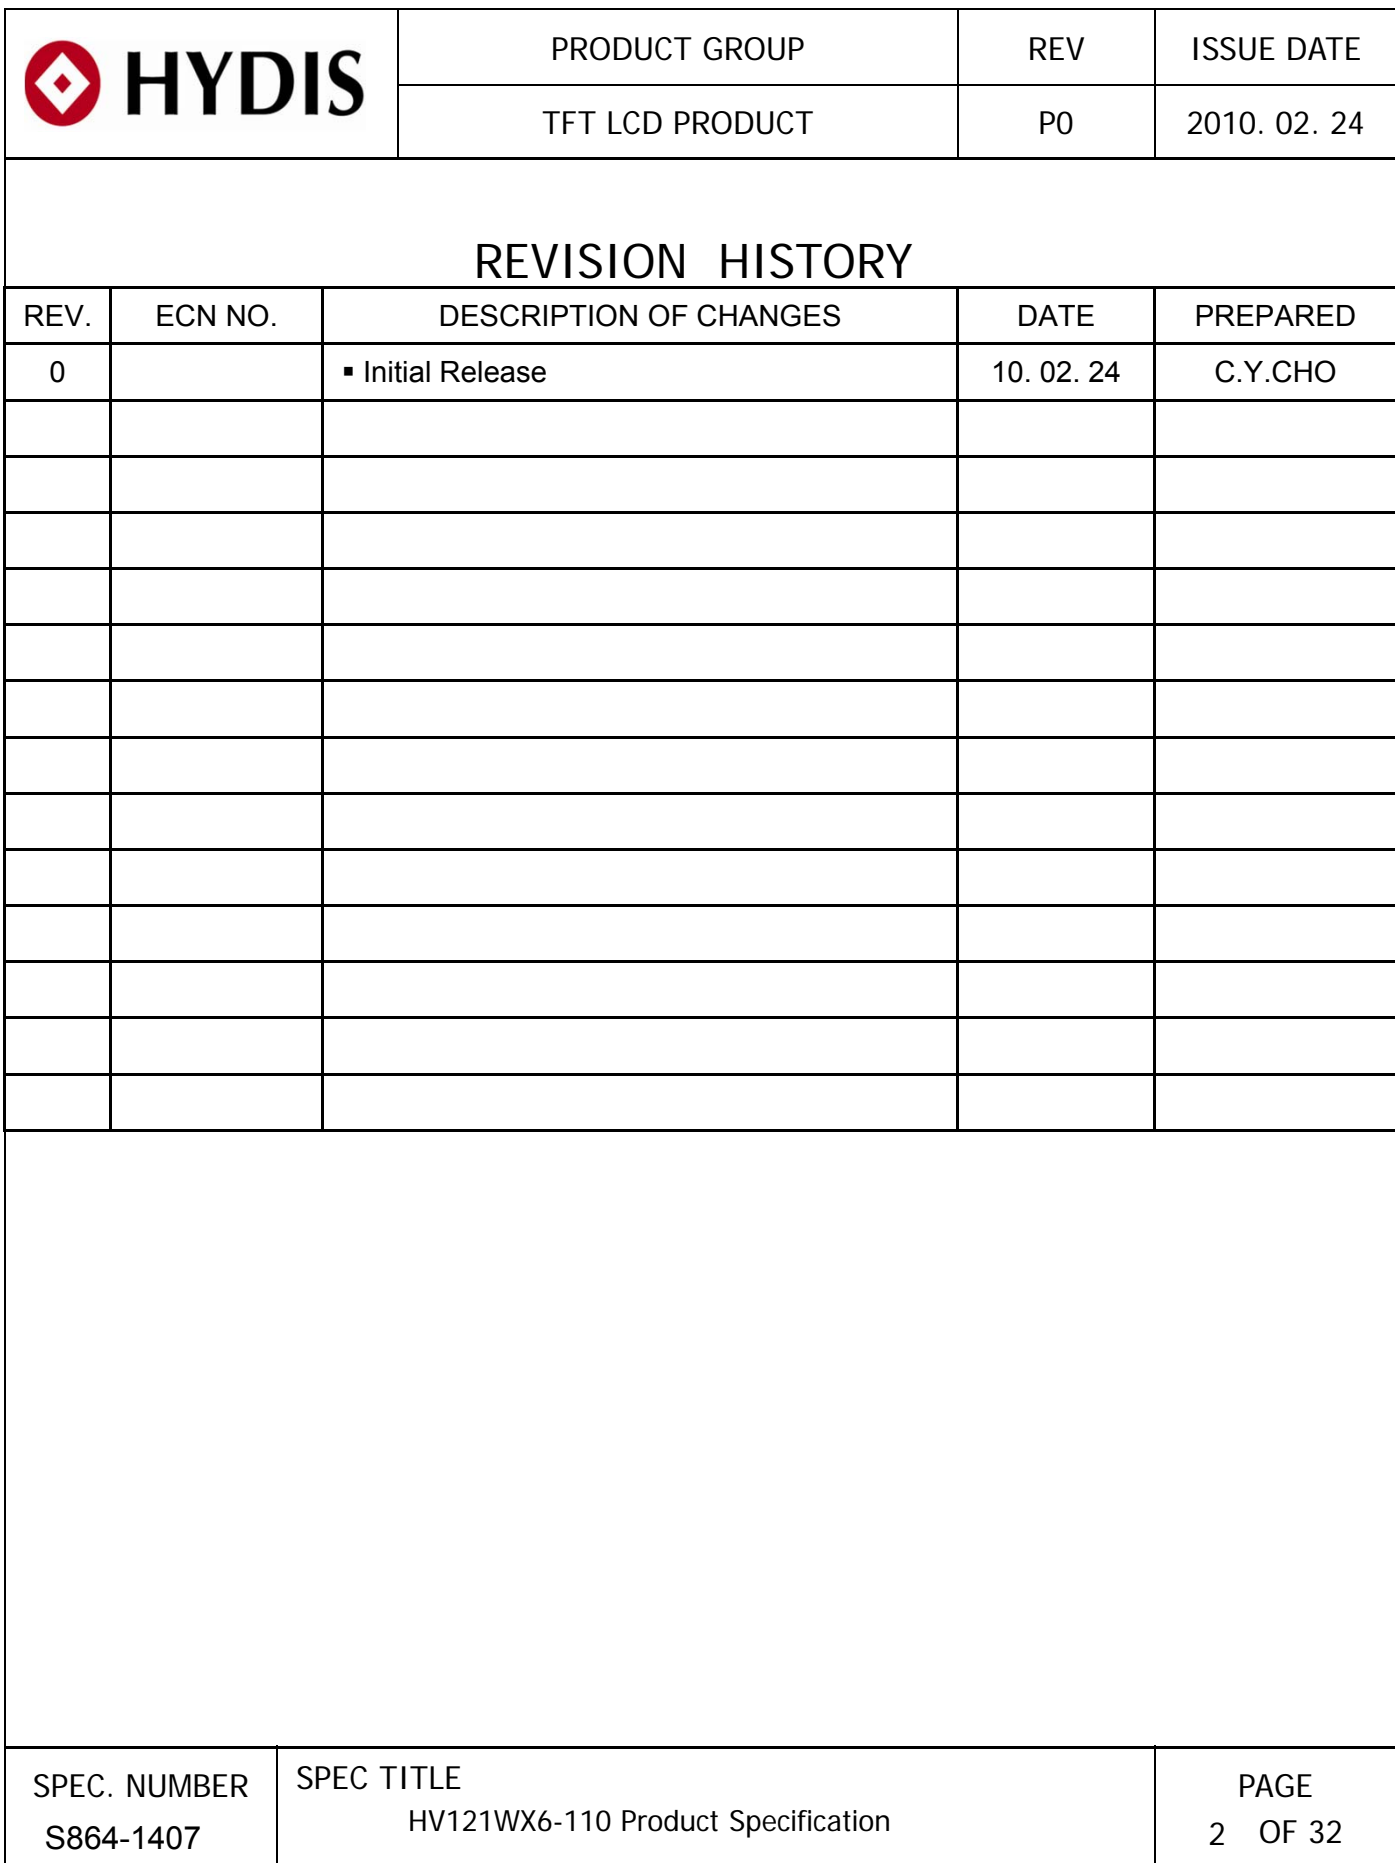 HYDIS
PRODUCT GROUP REV ISSUE DATE
TFT LCD PRODUCT P0 2010. 02. 24
REVISION HISTORY
REV. ECN NO. DESCRIPTION OF CHANGES DATE PREPARED
0 ▪ Initial Release 10. 02. 24 C.Y.CHO
SPEC. NUMBER SPEC TITLE PAGE
S864-1407 HV121WX6-110 Product Specification 2 OF 32